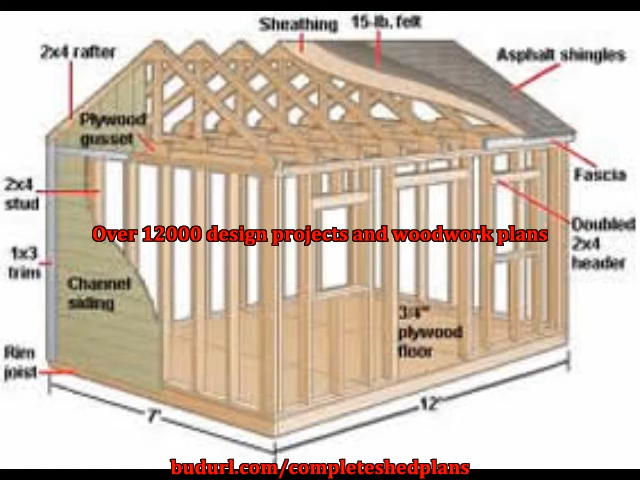 Sheathing
15-lb. felt
2x4 rafter
Asphalt shingles
Plywood
gusset
Fascia
2x4
stud
Doubled
2x4
header
Over 12000 design projects and woodwork plans
1x3
trim
Channel
siding
3/4"
plywood
floor
Rim
joist
7'
12'
budurl.com/completeshedplans